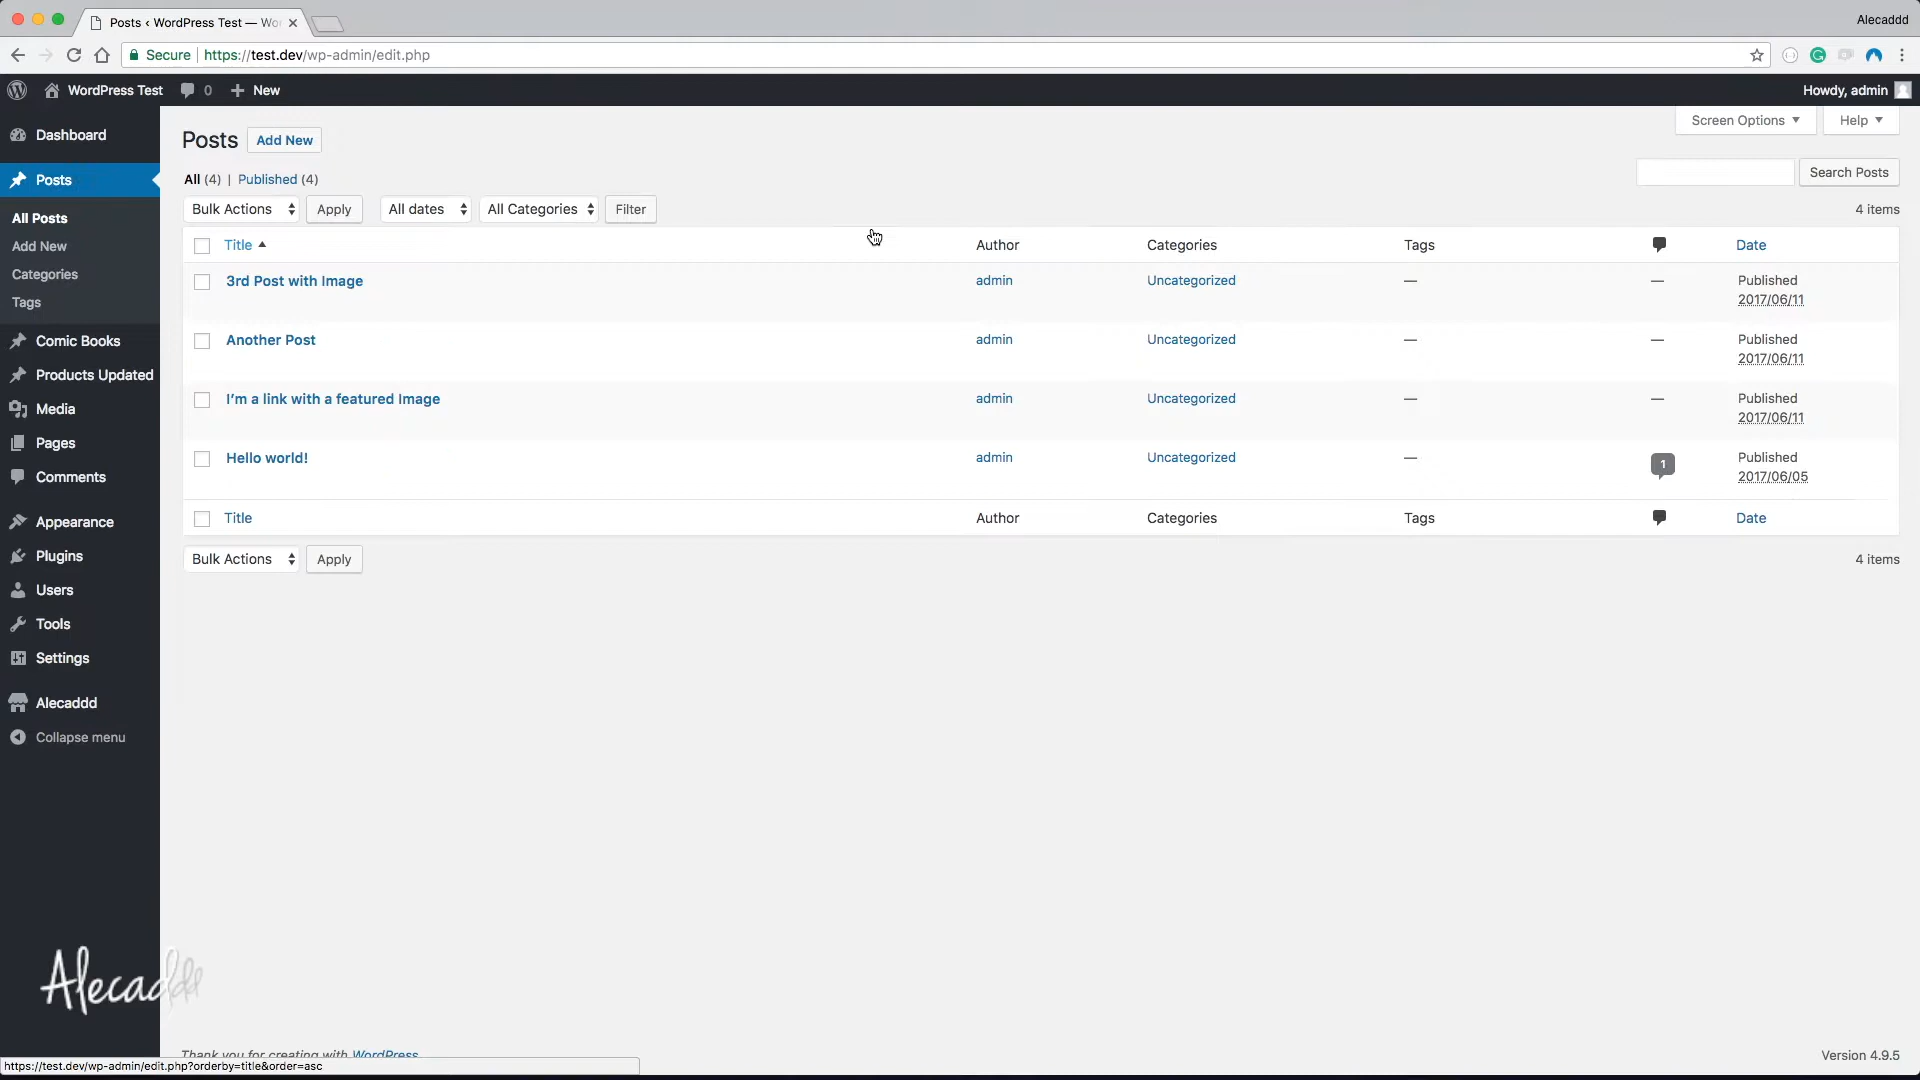 Posts ‹ WordPress Test — Wo
Alecaddd
Secure
https://test.dev/wp-admin/edit.php
WordPress Test
0
New
Howdy, admin
Dashboard
Posts
All Posts
Add New
Categories
Tags
Comic Books
Products Updated
Media
Pages
Comments
Appearance
Plugins
Users
Tools
Settings
Alecaddd
Collapse menu
Posts Add New
Screen Options
Help
All (4) | Published (4)
Search Posts
Bulk Actions Apply All dates All Categories Filter
4 items
Title Author Categories Tags Date
3rd Post with Image admin Uncategorized — — Published
2017/06/11
Another Post admin Uncategorized — — Published
2017/06/11
I’m a link with a featured Image admin Uncategorized — — Published
2017/06/11
Hello world! admin Uncategorized — 1 Published
2017/06/05
Title Author Categories Tags Date
Bulk Actions Apply
4 items
Alecaddd
Thank you for creating with WordPress
Version 4.9.5
https://test.dev/wp-admin/edit.php?orderby=title&order=asc